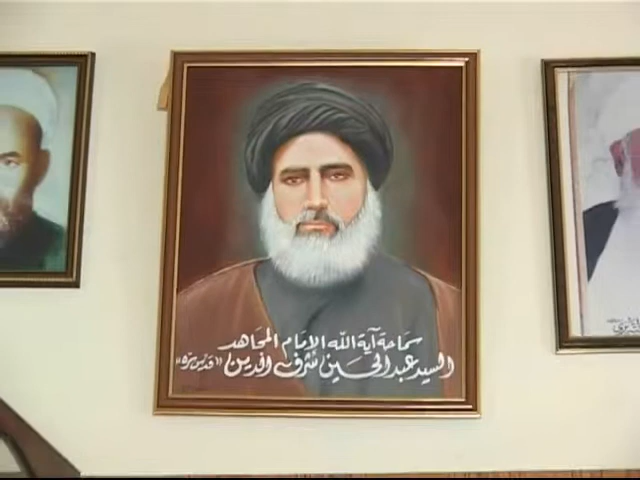 سماحة آية الله الإمام المجاهد
السيد عبد الحسين شرف الدين «قدس سره»